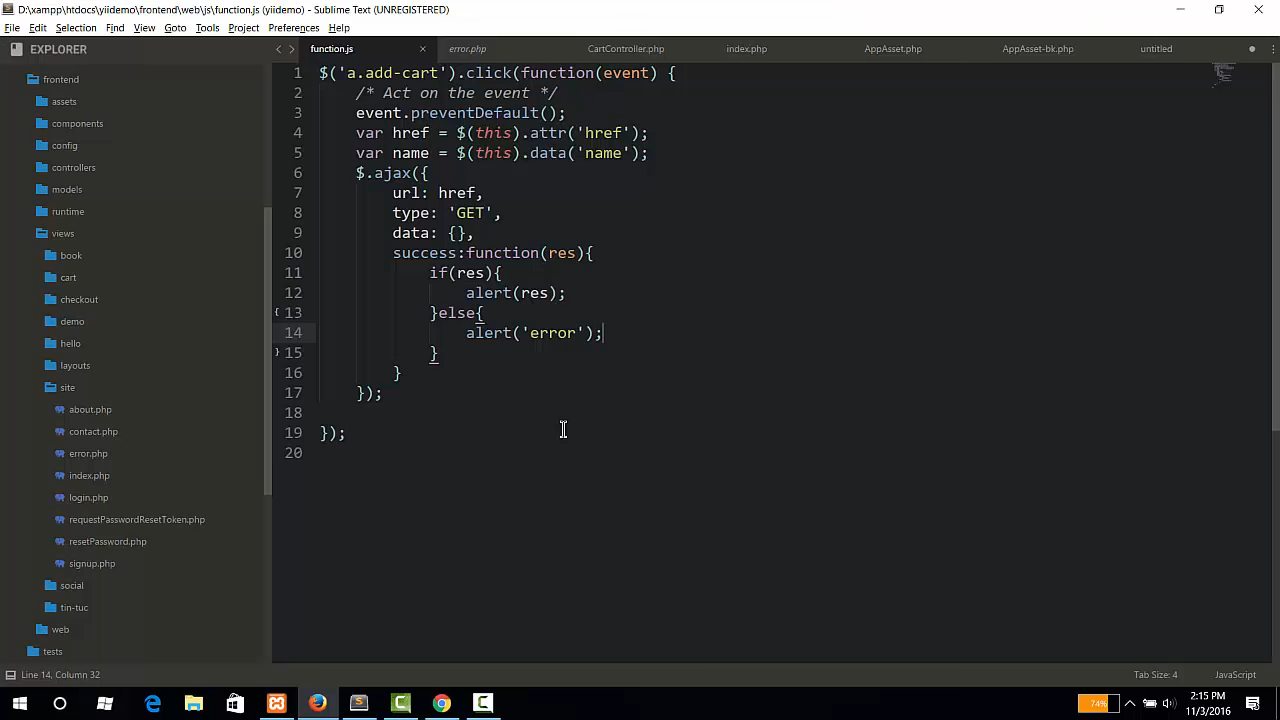 D:\xampp\htdocs\yiidemo\frontend\web\js\function.js (yiidemo) - Sublime Text (UNREGISTERED)
File Edit Selection Find View Goto Tools Project Preferences Help
EXPLORER
function.js error.php CartController.php index.php AppAsset.php AppAsset-bk.php untitled
frontend
assets
components
config
controllers
models
runtime
views
book
cart
checkout
demo
hello
layouts
site
about.php
contact.php
error.php
index.php
login.php
requestPasswordResetToken.php
resetPassword.php
signup.php
social
tin-tuc
web
tests
1 $('a.add-cart').click(function(event) {
2 /* Act on the event */
3 event.preventDefault();
4 var href = $(this).attr('href');
5 var name = $(this).data('name');
6 $.ajax({
7 url: href,
8 type: 'GET',
9 data: {},
10 success:function(res){
11 if(res){
12 alert(res);
13 }else{
14 alert('error');
15 }
16 }
17 });
18
19 });
20
Line 14, Column 32
Tab Size: 4 JavaScript
74%
2:15 PM
11/3/2016